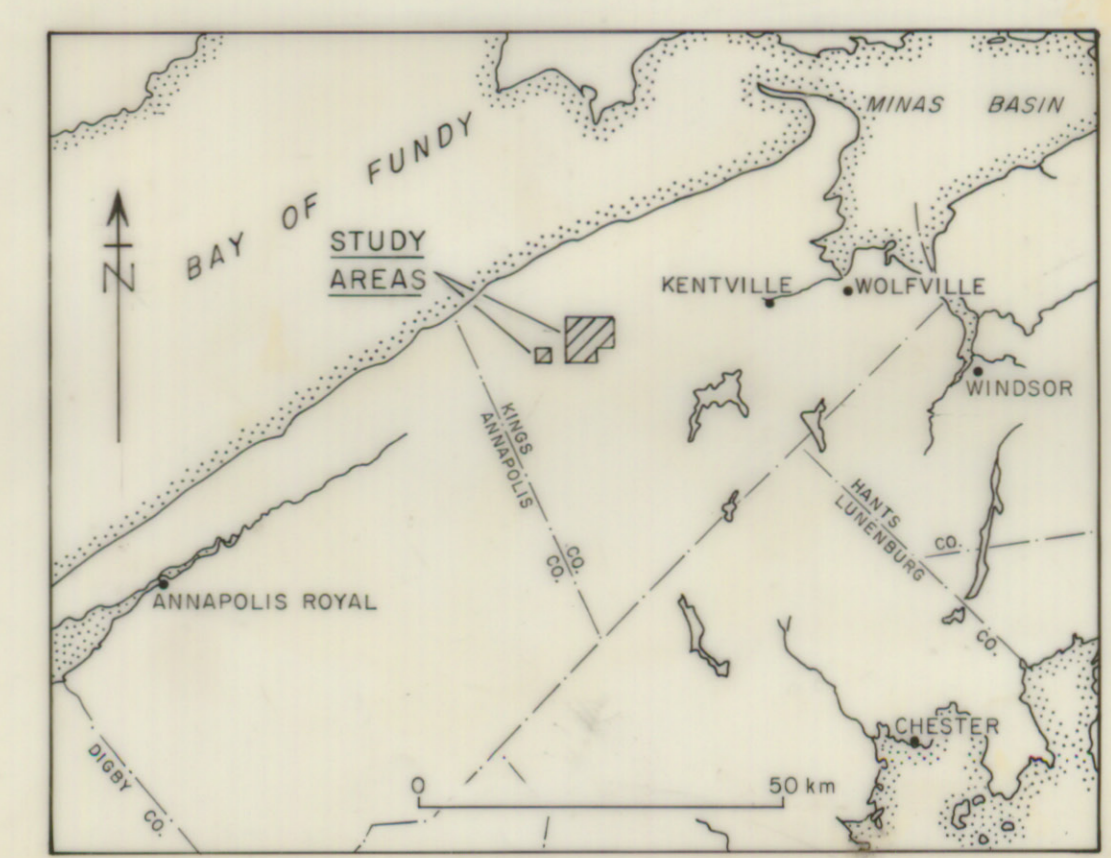 MINAS BASIN
BAY OF FUNDY
STUDY
AREAS
N
KENTVILLE
WOLFVILLE
WINDSOR
KINGS CO.
ANNAPOLIS CO.
HANTS CO.
LUNENBURG CO.
ANNAPOLIS ROYAL
CHESTER
DIGBY CO.
0 50 km